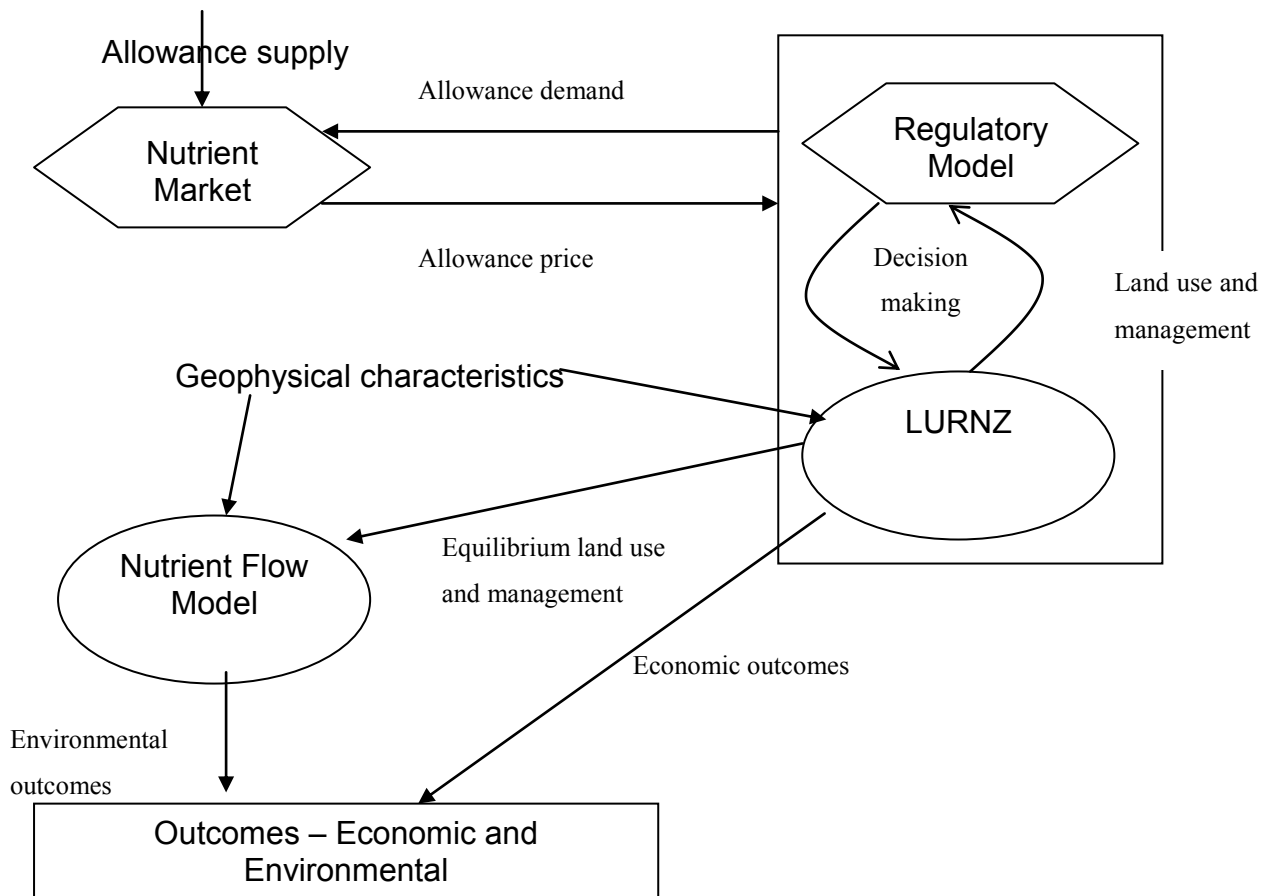 Allowance supply
Allowance demand
Regulatory
Model
Nutrient
Market
Allowance price
Decision
making
Land use and
management
Geophysical characteristics
LURNZ
Equilibrium land use
and management
Nutrient Flow
Model
Economic outcomes
Environmental
outcomes
Outcomes – Economic and
Environmental